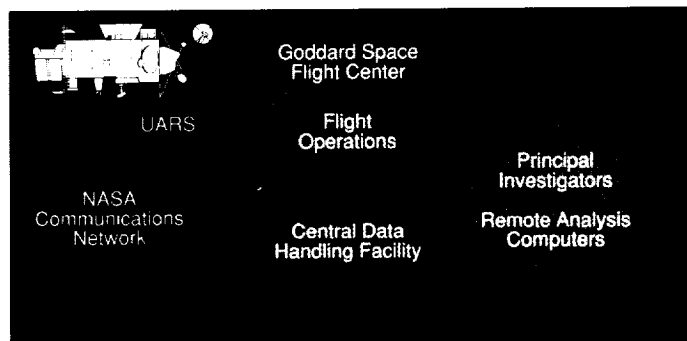 Goddard Space
Flight Center
UARS
Flight
Operations
Principal
Investigators
NASA
Communications
Network
Central Data
Handling Facility
Remote Analysis
Computers